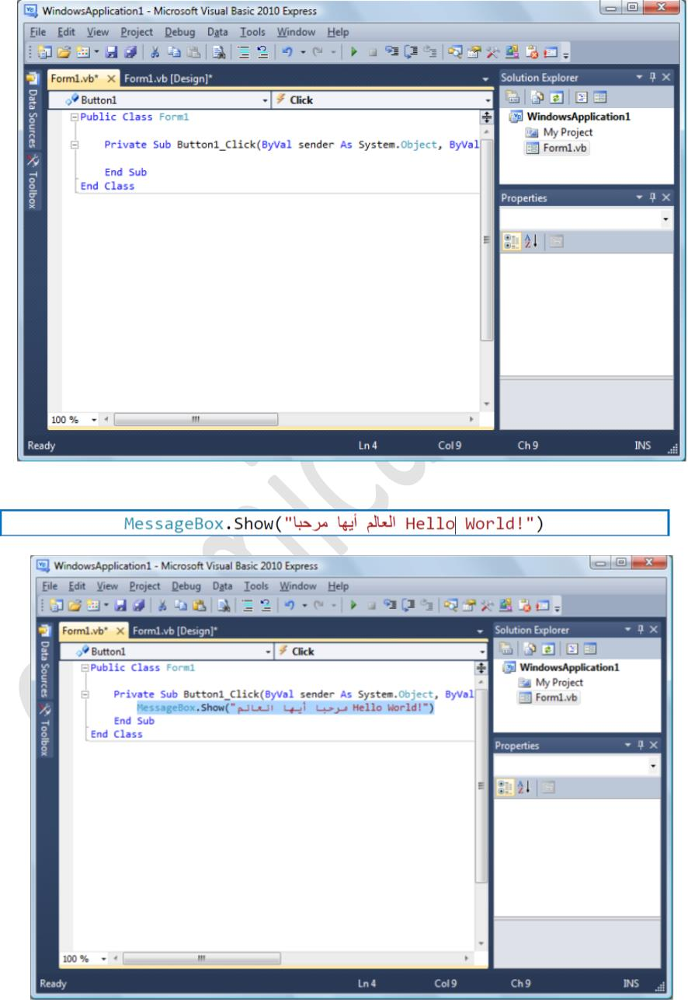 WindowsApplication1 - Microsoft Visual Basic 2010 Express
File Edit View Project Debug Data Tools Window Help
Form1.vb* Form1.vb [Design]*
Button1 Click
Data Sources
Toolbox
Public Class Form1
Private Sub Button1_Click(ByVal sender As System.Object, ByVal
End Sub
End Class
100 %
Solution Explorer
WindowsApplication1
My Project
Form1.vb
Properties
Ready Ln 4 Col 9 Ch 9 INS
MessageBox.Show("العالم أيها مرحبا Hello World!")
WindowsApplication1 - Microsoft Visual Basic 2010 Express
File Edit View Project Debug Data Tools Window Help
Form1.vb* Form1.vb [Design]*
Button1 Click
Data Sources
Toolbox
Public Class Form1
Private Sub Button1_Click(ByVal sender As System.Object, ByVal
MessageBox.Show("مرحبا أيها العالم Hello World!")
End Sub
End Class
100 %
Solution Explorer
WindowsApplication1
My Project
Form1.vb
Properties
Ready Ln 4 Col 9 Ch 9 INS